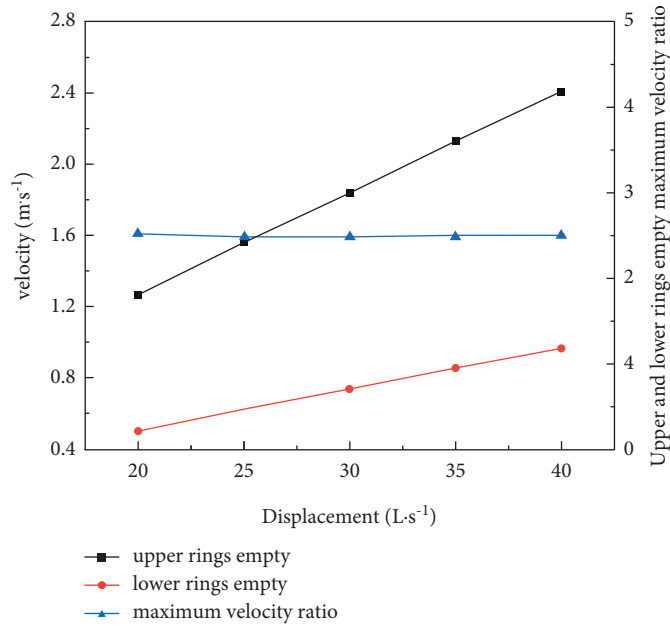 2.8
2.4
2.0
1.6
1.2
0.8
0.4
velocity (m·s⁻¹)
5
4
3
2
4
0
Upper and lower rings empty maximum velocity ratio
20 25 30 35 40
Displacement (L·s⁻¹)
upper rings empty
lower rings empty
maximum velocity ratio